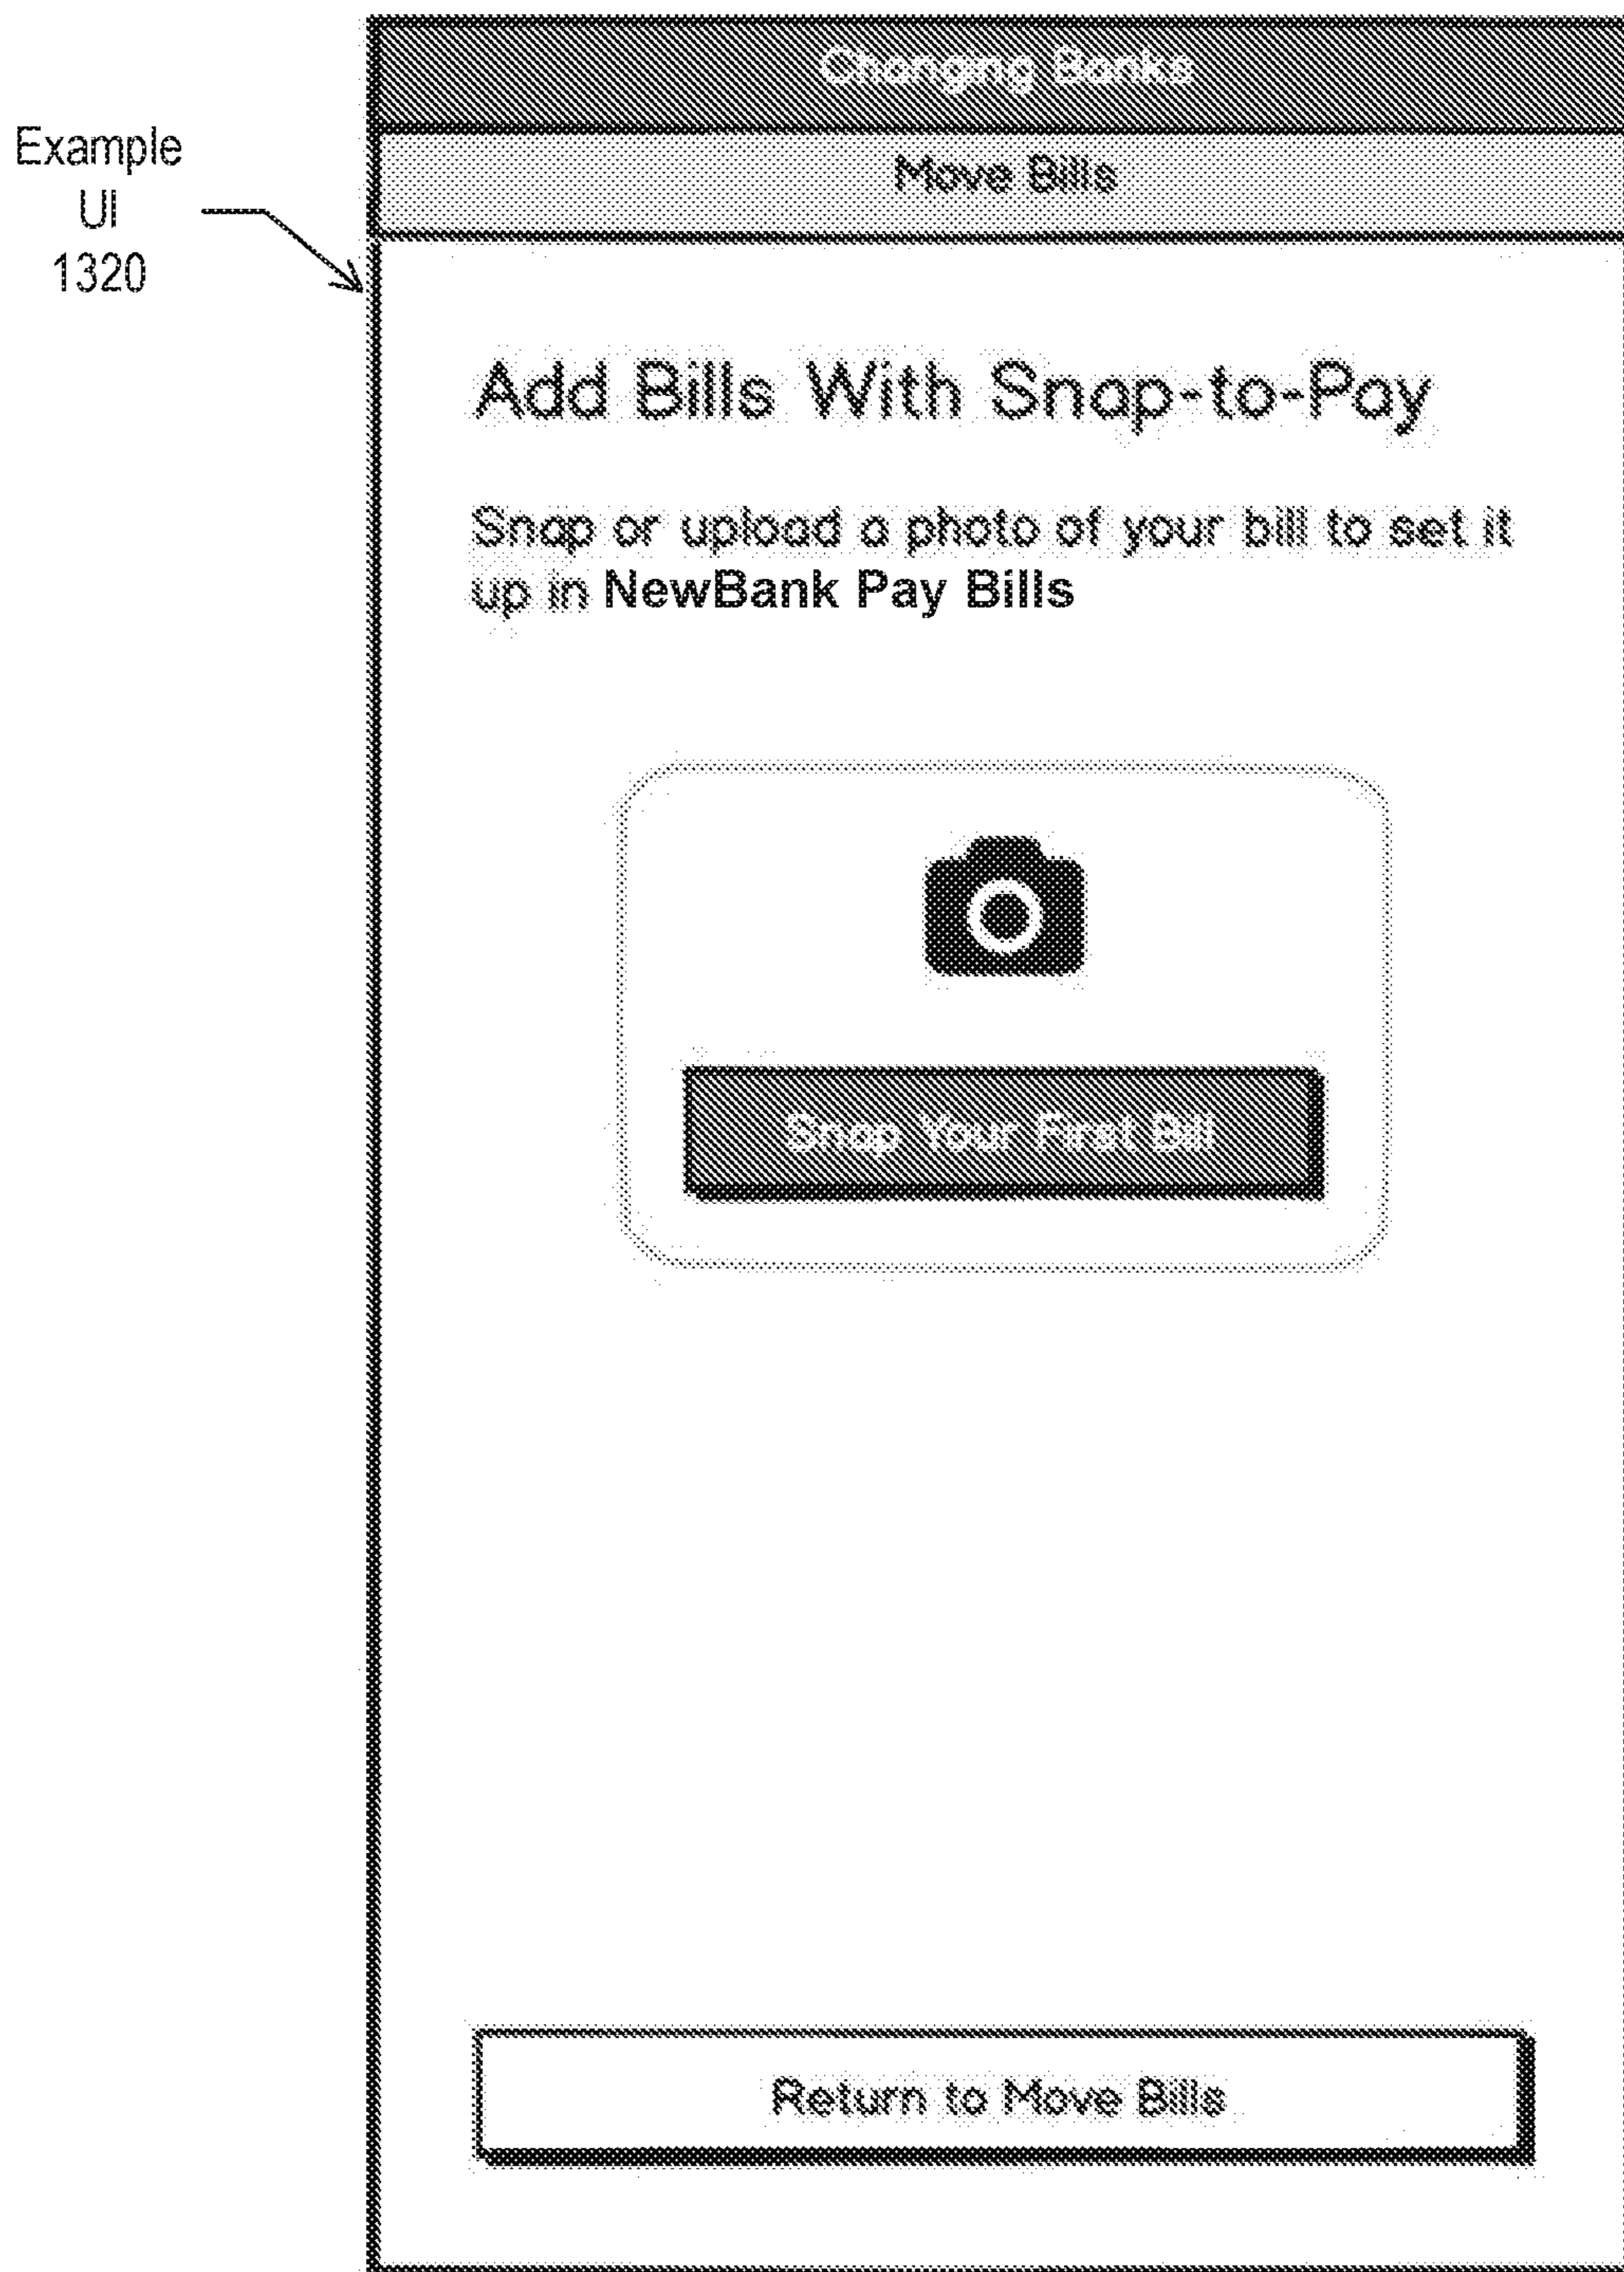 Example
UI
1320
Changing Banks
Move Bills
Add Bills With Snap-to-Pay
Snap or upload a photo of your bill to set it
up in NewBank Pay Bills
Snap Your First Bill
Return to Move Bills